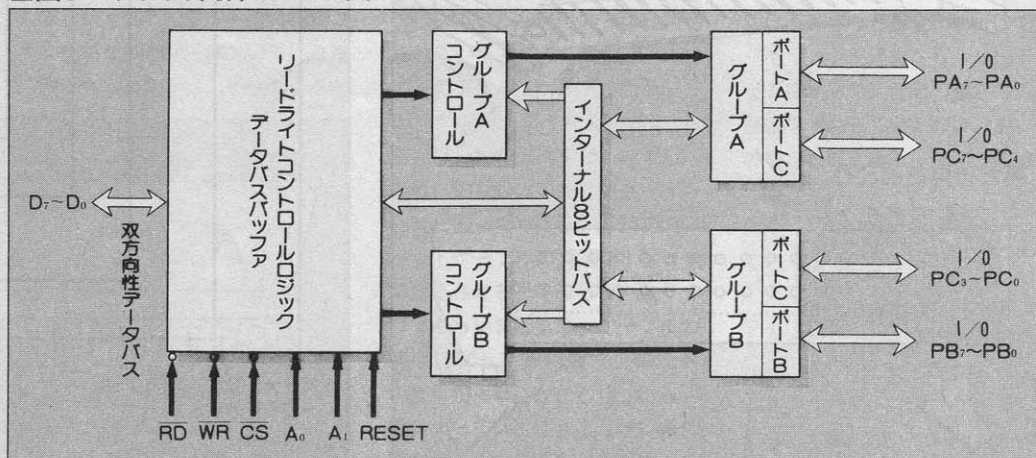 リード.ライトコントロールロジック
データバスバッファ
D₇~D₀
双方向性データバス
R̅D̅ W̅R̅ C̅S̅ A₀ A₁ RESET
グループA
コントロール
グループB
コントロール
インターナル8ビットバス
グループA
ポートA
ポートC
グループB
ポートC
ポートB
I/O
PA₇~PA₀
I/O
PC₇~PC₄
I/O
PC₃~PC₀
I/O
PB₇~PB₀